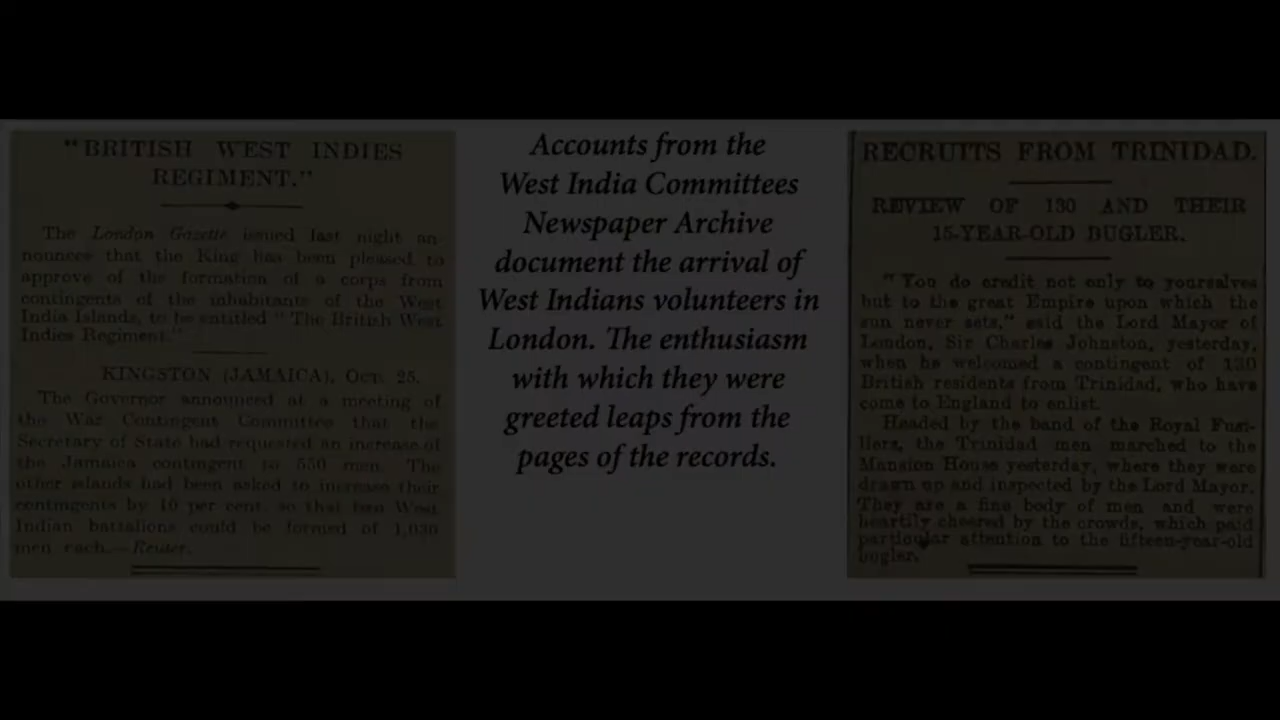 "BRITISH WEST INDIES
REGIMENT."
The London Gazette issued last night an-
nounces that the King has been pleased to
approve of the formation of a corps from
contingents of the inhabitants of the West
India Islands, to be entitled "The British West
Indies Regiment."
KINGSTON (JAMAICA), Oct. 25.
The Governor announced at a meeting of
the War Contingent Committee that the
Secretary of State had requested an increase of
the Jamaica contingent to 550 men. The
other islands had been asked to increase their
contingents by 10 per cent. so that two West
Indian battalions could be formed of 1,030
men each.—Reuter.
Accounts from the
West India Committees
Newspaper Archive
document the arrival of
West Indians volunteers in
London. The enthusiasm
with which they were
greeted leaps from the
pages of the records.
RECRUITS FROM TRINIDAD.
REVIEW OF 130 AND THEIR
15-YEAR-OLD BUGLER.
"You do credit not only to yourselves
but to the great Empire upon which the
sun never sets," said the Lord Mayor of
London, Sir Charles Johnston, yesterday,
when he welcomed a contingent of 130
British residents from Trinidad, who have
come to England to enlist.
Headed by the band of the Royal Fusi-
liers, the Trinidad men marched to the
Mansion House yesterday, where they were
drawn up and inspected by the Lord Mayor.
They are a fine body of men and were
heartily cheered by the crowds, which paid
particular attention to the fifteen-year-old
bugler.